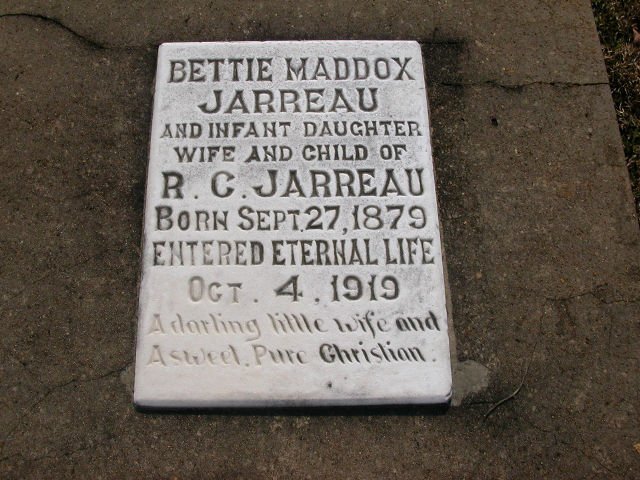 BETTIE MADDOX
JARREAU
AND INFANT DAUGHTER
WIFE AND CHILD OF
R. C. JARREAU
BORN SEPT. 27, 1879
ENTERED ETERNAL LIFE
OCT. 4, 1919
A darling little wife and
A sweet, Pure Christian.